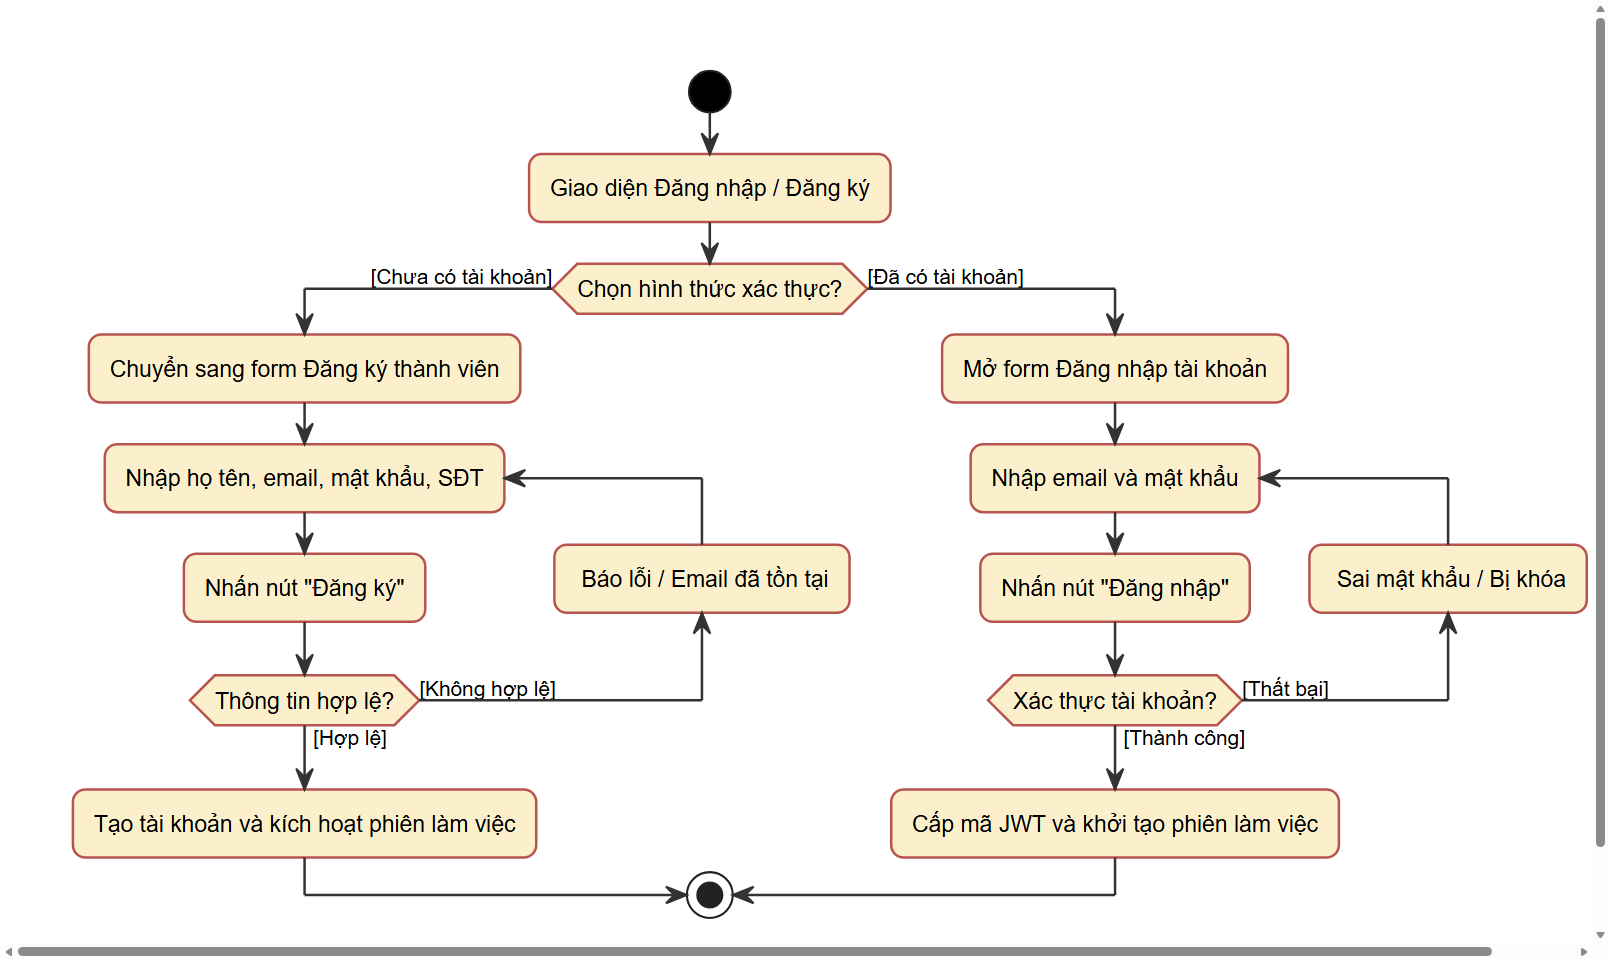 Giao diện Đăng nhập / Đăng ký
[Chưa có tài khoản]
Chọn hình thức xác thực?
[Đã có tài khoản]
Chuyển sang form Đăng ký thành viên
Mở form Đăng nhập tài khoản
Nhập họ tên, email, mật khẩu, SĐT
Nhập email và mật khẩu
Nhấn nút "Đăng ký"
Báo lỗi / Email đã tồn tại
Nhấn nút "Đăng nhập"
Sai mật khẩu / Bị khóa
Thông tin hợp lệ?
[Không hợp lệ]
Xác thực tài khoản?
[Thất bại]
[Hợp lệ]
[Thành công]
Tạo tài khoản và kích hoạt phiên làm việc
Cấp mã JWT và khởi tạo phiên làm việc